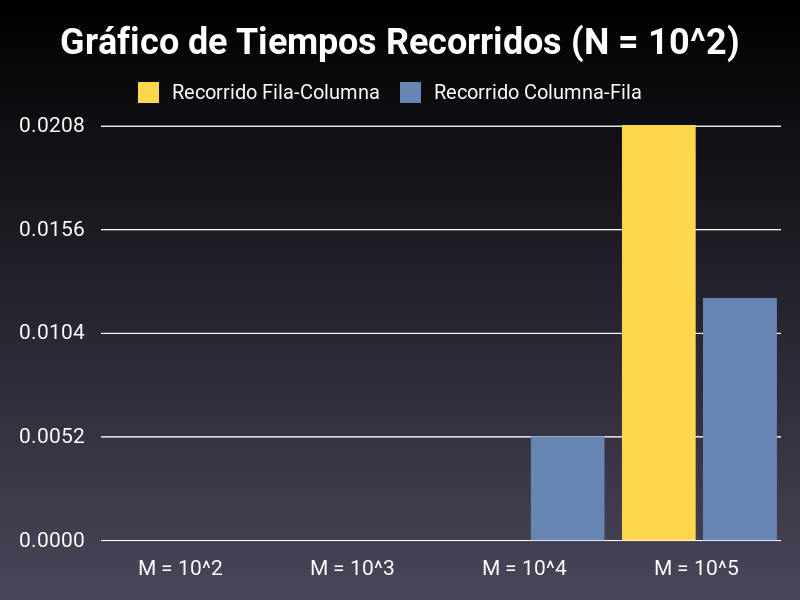 Gráfico de Tiempos Recorridos (N = 10^2)
Recorrido Fila-Columna Recorrido Columna-Fila
0.0208
0.0156
0.0104
0.0052
0.0000
M = 10^2 M = 10^3 M = 10^4 M = 10^5